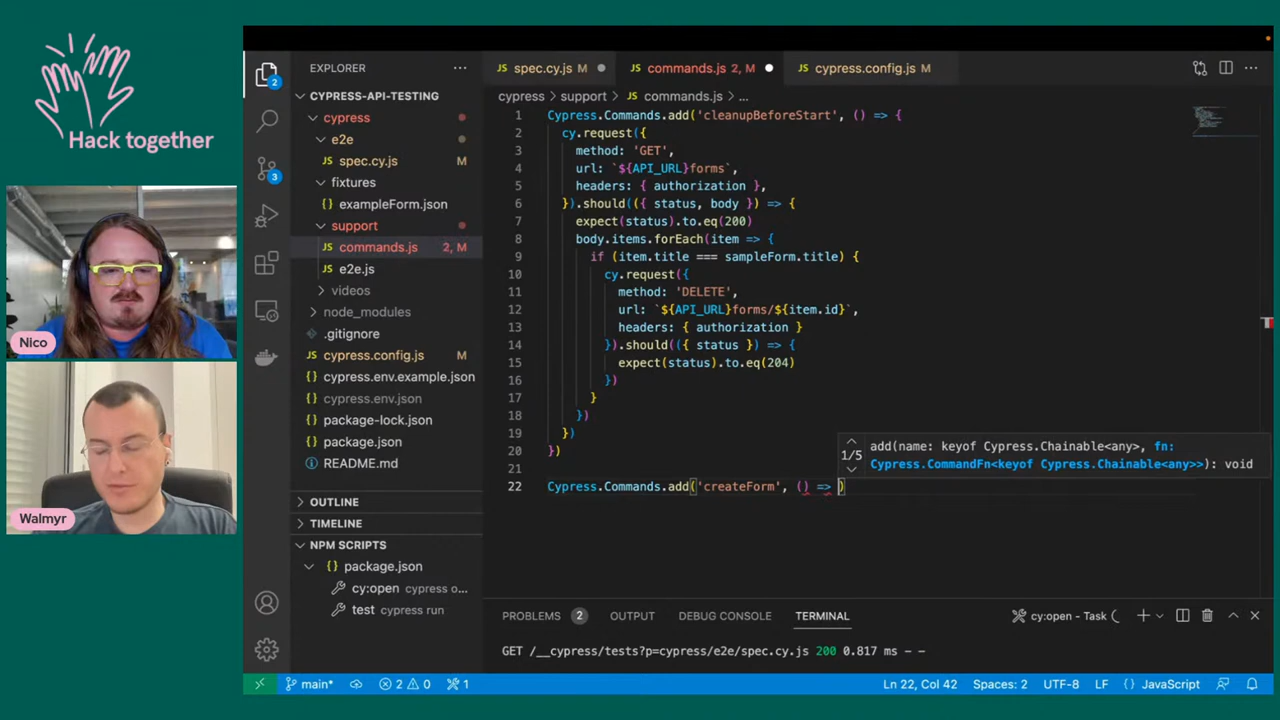 Hack together
Nico
Walmyr
2
3
EXPLORER
CYPRESS-API-TESTING
cypress
e2e
spec.cy.js M
fixtures
exampleForm.json
support
commands.js 2, M
e2e.js
videos
node_modules
.gitignore
cypress.config.js M
cypress.env.example.json
cypress.env.json
package-lock.json
package.json
README.md
OUTLINE
TIMELINE
NPM SCRIPTS
package.json
cy:open cypress o...
test cypress run
JS spec.cy.js M
JS commands.js 2, M
JS cypress.config.js M
cypress > support > JS commands.js > ...
1 Cypress.Commands.add('cleanupBeforeStart', () => {
2 cy.request({
3 method: 'GET',
4 url: `${API_URL}forms`,
5 headers: { authorization },
6 }).should(({ status, body }) => {
7 expect(status).to.eq(200)
8 body.items.forEach(item => {
9 if (item.title === sampleForm.title) {
10 cy.request({
11 method: 'DELETE',
12 url: `${API_URL}forms/${item.id}`,
13 headers: { authorization }
14 }).should(({ status }) => {
15 expect(status).to.eq(204)
16 })
17 }
18 })
19 })
20 })
21
22 Cypress.Commands.add('createForm', () => )
1/5
add(name: keyof Cypress.Chainable<any>, fn:
Cypress.CommandFn<keyof Cypress.Chainable<any>>): void
PROBLEMS 2 OUTPUT DEBUG CONSOLE TERMINAL
cy:open - Task
GET /__cypress/tests?p=cypress/e2e/spec.cy.js 200 0.817 ms - -
main* 2 0 1
Ln 22, Col 42 Spaces: 2 UTF-8 LF {} JavaScript